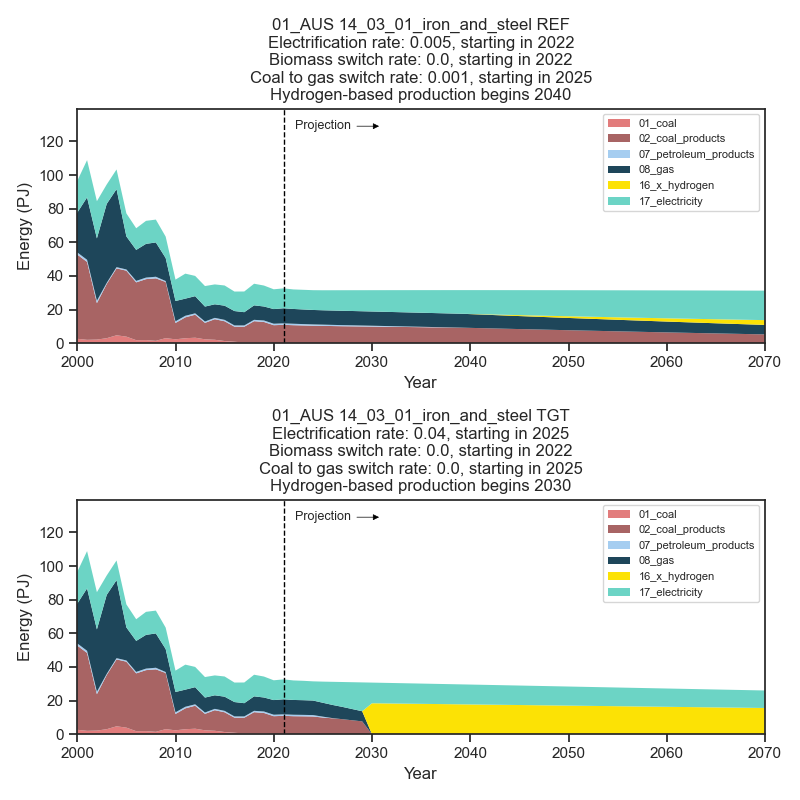 01_AUS 14_03_01_iron_and_steel REF
Electrification rate: 0.005, starting in 2022
Biomass switch rate: 0.0, starting in 2022
Coal to gas switch rate: 0.001, starting in 2025
Hydrogen-based production begins 2040
Projection
01_coal
02_coal_products
07_petroleum_products
08_gas
16_x_hydrogen
17_electricity
Energy (PJ)
120
100
80
60
40
20
0
2000 2010 2020 2030 2040 2050 2060 2070
Year
01_AUS 14_03_01_iron_and_steel TGT
Electrification rate: 0.04, starting in 2025
Biomass switch rate: 0.0, starting in 2022
Coal to gas switch rate: 0.0, starting in 2025
Hydrogen-based production begins 2030
Projection
01_coal
02_coal_products
07_petroleum_products
08_gas
16_x_hydrogen
17_electricity
Energy (PJ)
120
100
80
60
40
20
0
2000 2010 2020 2030 2040 2050 2060 2070
Year